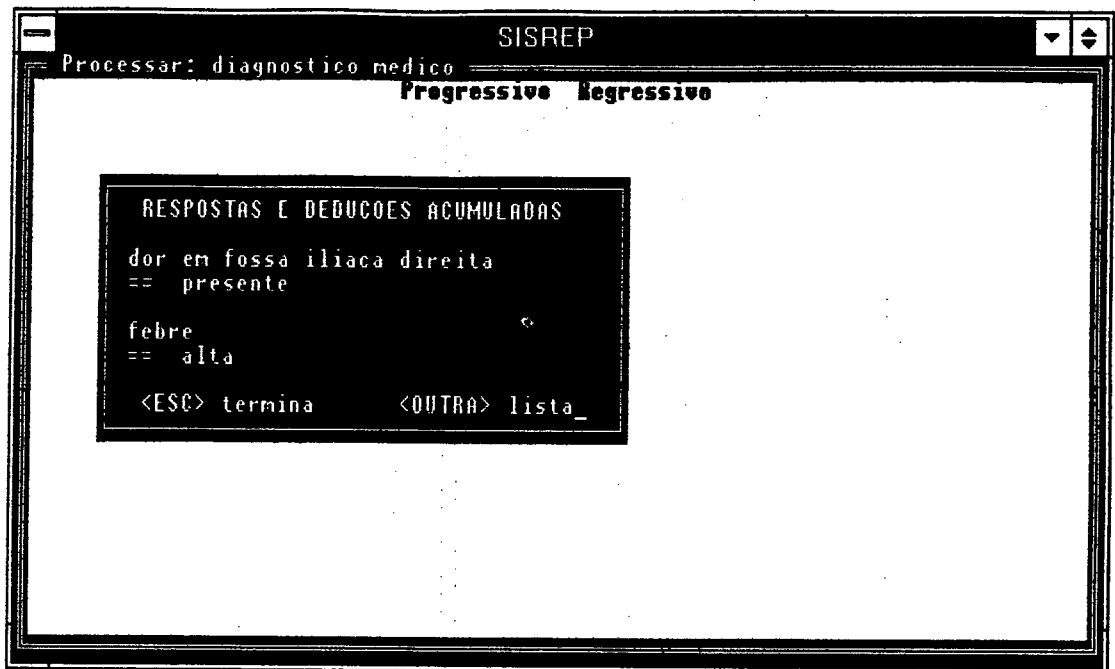 SISREP
Processar: diagnostico medico
Progressivo Regressivo
RESPOSTAS E DEDUCOES ACUMULADAS
dor em fossa iliaca direita
== presente
febre
== alta
<ESC> termina <OUTRA> lista_